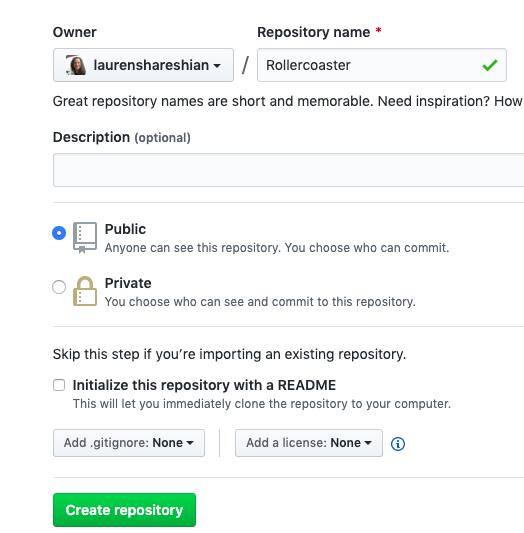 Owner
Repository name *
laurenshareshian
/
Rollercoaster
Great repository names are short and memorable. Need inspiration? How
Description (optional)
Public
Anyone can see this repository. You choose who can commit.
Private
You choose who can see and commit to this repository.
Skip this step if you’re importing an existing repository.
Initialize this repository with a README
This will let you immediately clone the repository to your computer.
Add .gitignore: None
Add a license: None
Create repository